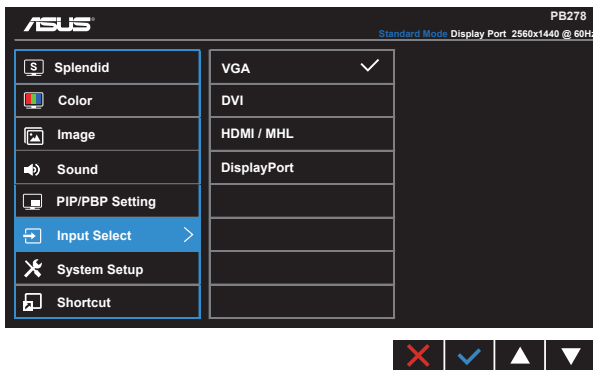 ASUS
PB278
Standard Mode Display Port 2560x1440 @ 60Hz
S Splendid
Color
Image
Sound
PIP/PBP Setting
Input Select
System Setup
Shortcut
VGA
DVI
HDMI / MHL
DisplayPort